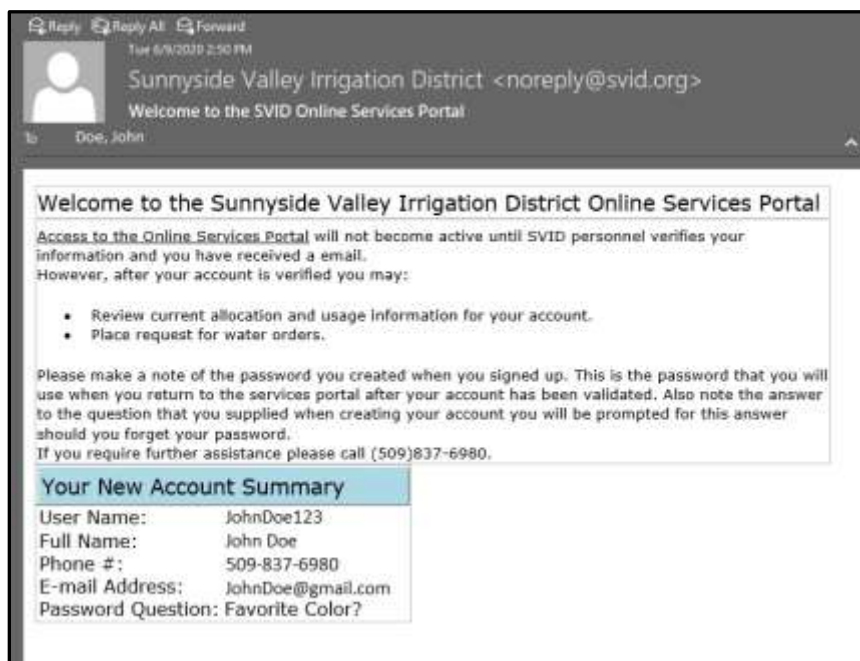 Reply Reply All Forward
Tue 6/9/2020 2:50 PM
Sunnyside Valley Irrigation District <noreply@svid.org>
Welcome to the SVID Online Services Portal
To Doe, John
Welcome to the Sunnyside Valley Irrigation District Online Services Portal
Access to the Online Services Portal will not become active until SVID personnel verifies your
information and you have received a email.
However, after your account is verified you may:
• Review current allocation and usage information for your account.
• Place request for water orders.
Please make a note of the password you created when you signed up. This is the password that you will
use when you return to the services portal after your account has been validated. Also note the answer
to the question that you supplied when creating your account you will be prompted for this answer
should you forget your password.
If you require further assistance please call (509)837-6980.
Your New Account Summary
User Name: JohnDoe123
Full Name: John Doe
Phone #: 509-837-6980
E-mail Address: JohnDoe@gmail.com
Password Question: Favorite Color?